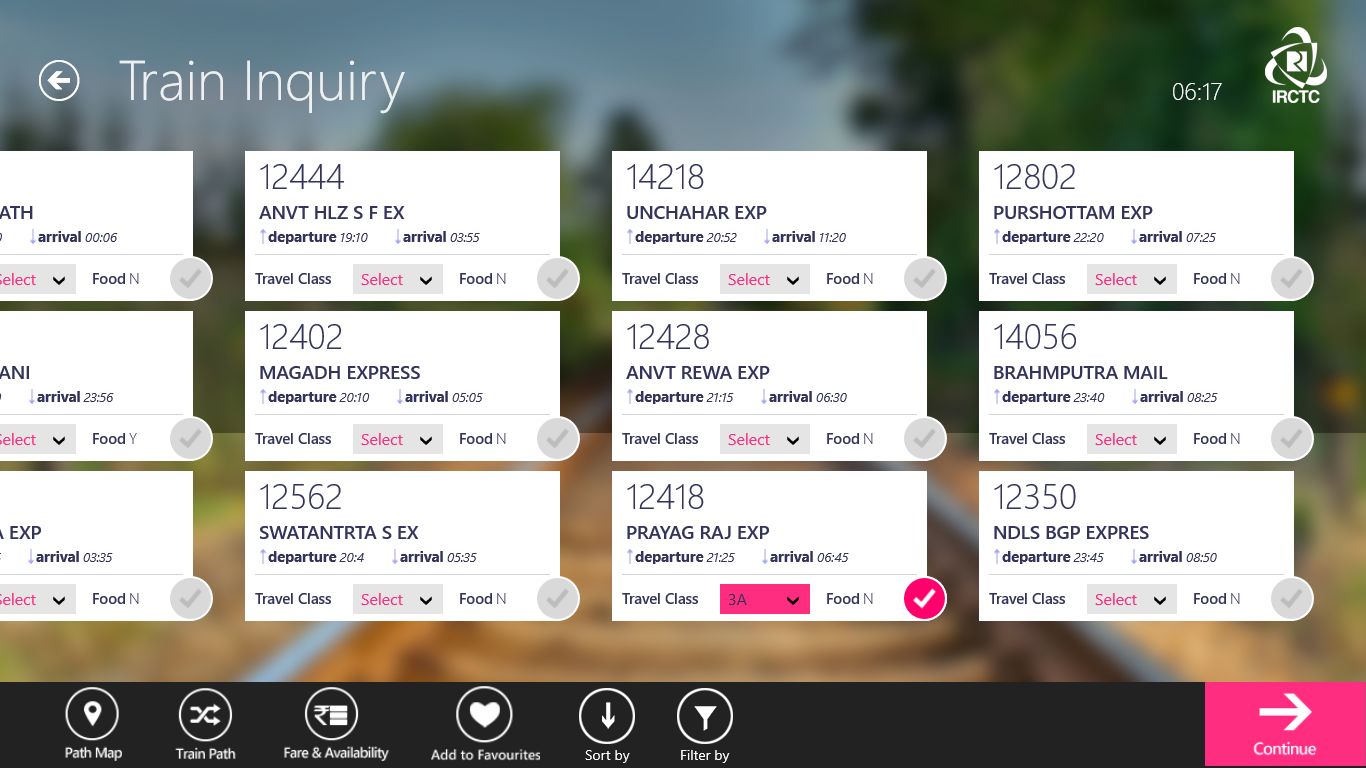 Train Inquiry
06:17
IRCTC
ATH
arrival 00:06
Select Food N
ANI
arrival 23:56
Select Food Y
EXP
arrival 03:35
Select Food N
12444
ANVT HLZ S F EX
departure 19:10 arrival 03:55
Travel Class Select Food N
12402
MAGADH EXPRESS
departure 20:10 arrival 05:05
Travel Class Select Food N
12562
SWATANTRTA S EX
departure 20:4 arrival 05:35
Travel Class Select Food N
14218
UNCHAHAR EXP
departure 20:52 arrival 11:20
Travel Class Select Food N
12428
ANVT REWA EXP
departure 21:15 arrival 06:30
Travel Class Select Food N
12418
PRAYAG RAJ EXP
departure 21:25 arrival 06:45
Travel Class 3A Food N
12802
PURSHOTTAM EXP
departure 22:20 arrival 07:25
Travel Class Select Food N
14056
BRAHMPUTRA MAIL
departure 23:40 arrival 08:25
Travel Class Select Food N
12350
NDLS BGP EXPRES
departure 23:45 arrival 08:50
Travel Class Select Food N
Path Map
Train Path
Fare & Availability
Add to Favourites
Sort by
Filter by
Continue